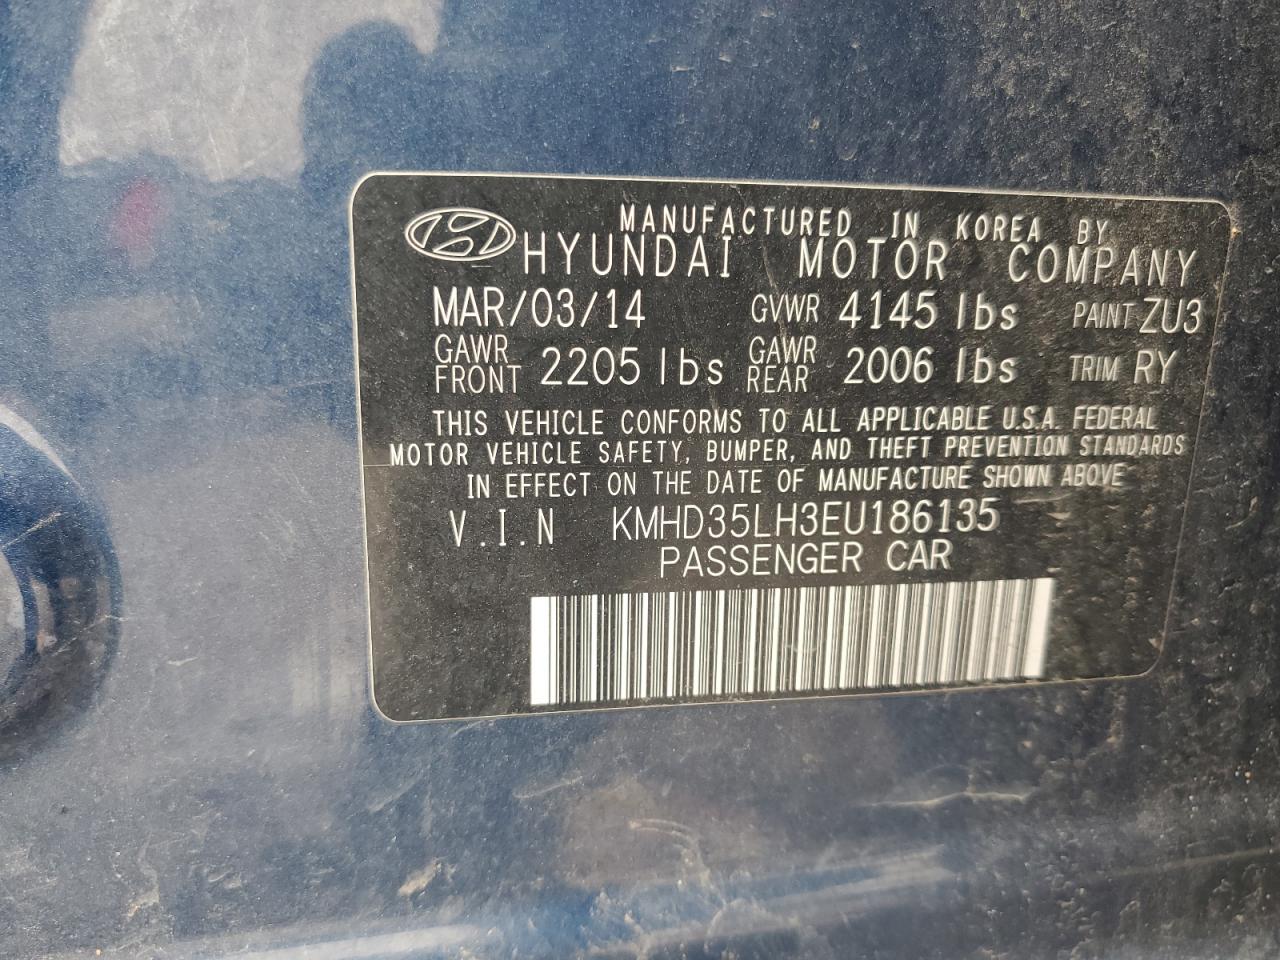 MANUFACTURED IN KOREA BY
HYUNDAI MOTOR COMPANY
MAR/03/14 GVWR 4145 lbs PAINT ZU3
GAWR FRONT 2205 lbs GAWR REAR 2006 lbs TRIM RY
THIS VEHICLE CONFORMS TO ALL APPLICABLE U.S.A. FEDERAL
MOTOR VEHICLE SAFETY, BUMPER, AND THEFT PREVENTION STANDARDS
IN EFFECT ON THE DATE OF MANUFACTURE SHOWN ABOVE
V.I.N KMHD35LH3EU186135
PASSENGER CAR